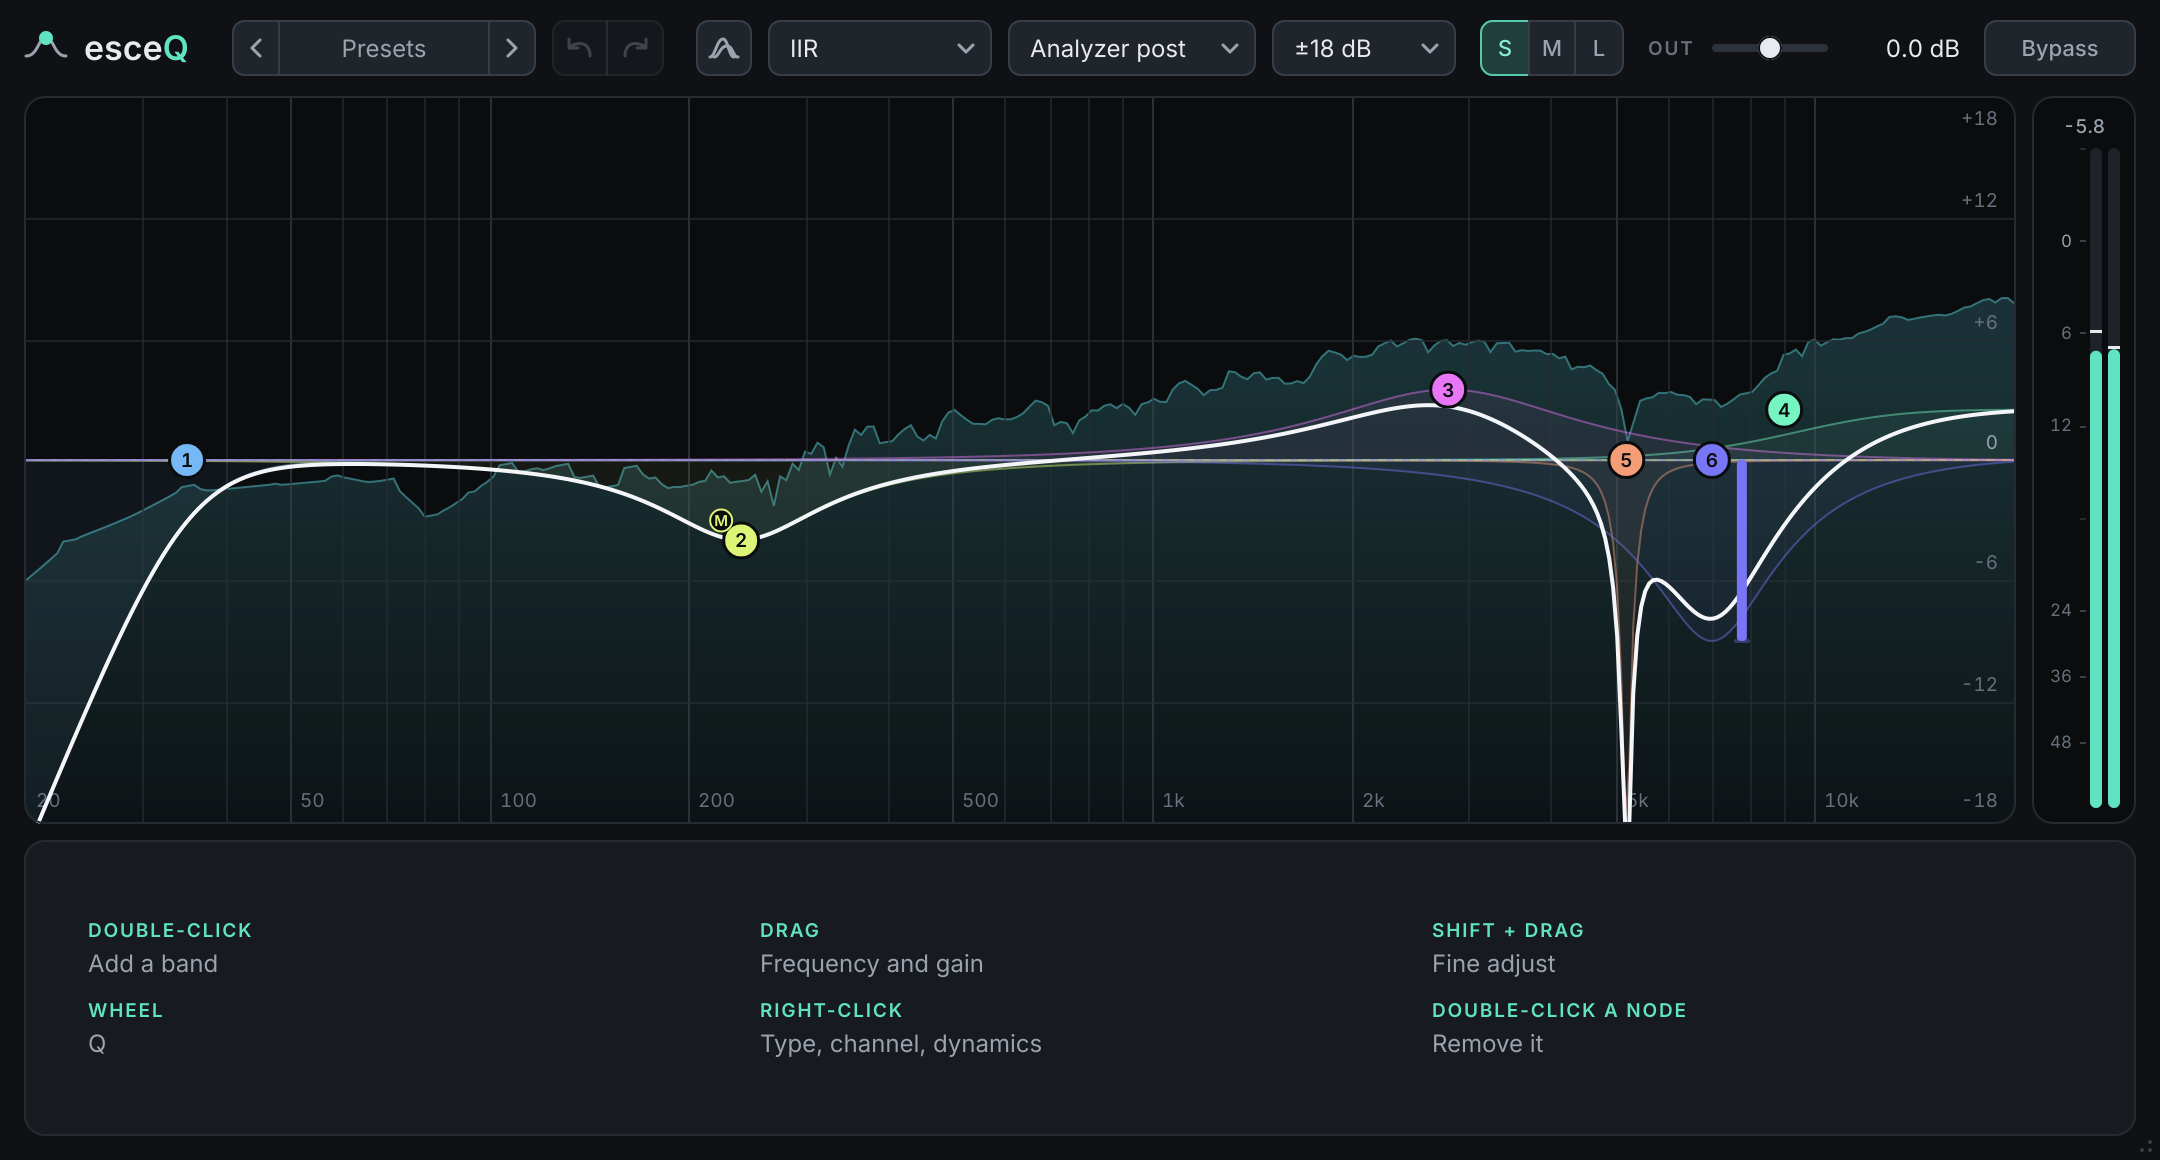 esceQ
Presets
IIR
Analyzer post
±18 dB
S M L
OUT
0.0 dB
Bypass
+18
+12
+6
0
-6
-12
-18
1
2
M
3
4
5
6
20 50 100 200 500 1k 2k 5k 10k
-5.8
0
6
12
24
36
48
DOUBLE-CLICK
Add a band
DRAG
Frequency and gain
SHIFT + DRAG
Fine adjust
WHEEL
Q
RIGHT-CLICK
Type, channel, dynamics
DOUBLE-CLICK A NODE
Remove it